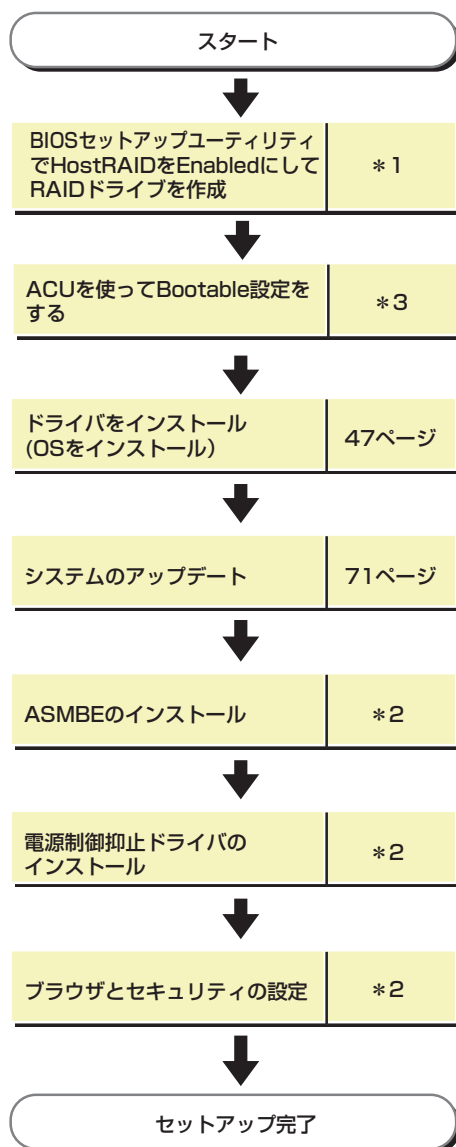 スタート
BIOSセットアップユーティリティ
でHostRAIDをEnabledにして
RAIDドライブを作成
＊1
ACUを使ってBootable設定を
する
＊3
ドライバをインストール
(OSをインストール）
47ページ
システムのアップデート
71ページ
ASMBEのインストール
＊2
電源制御抑止ドライバの
インストール
＊2
ブラウザとセキュリティの設定
＊2
セットアップ完了